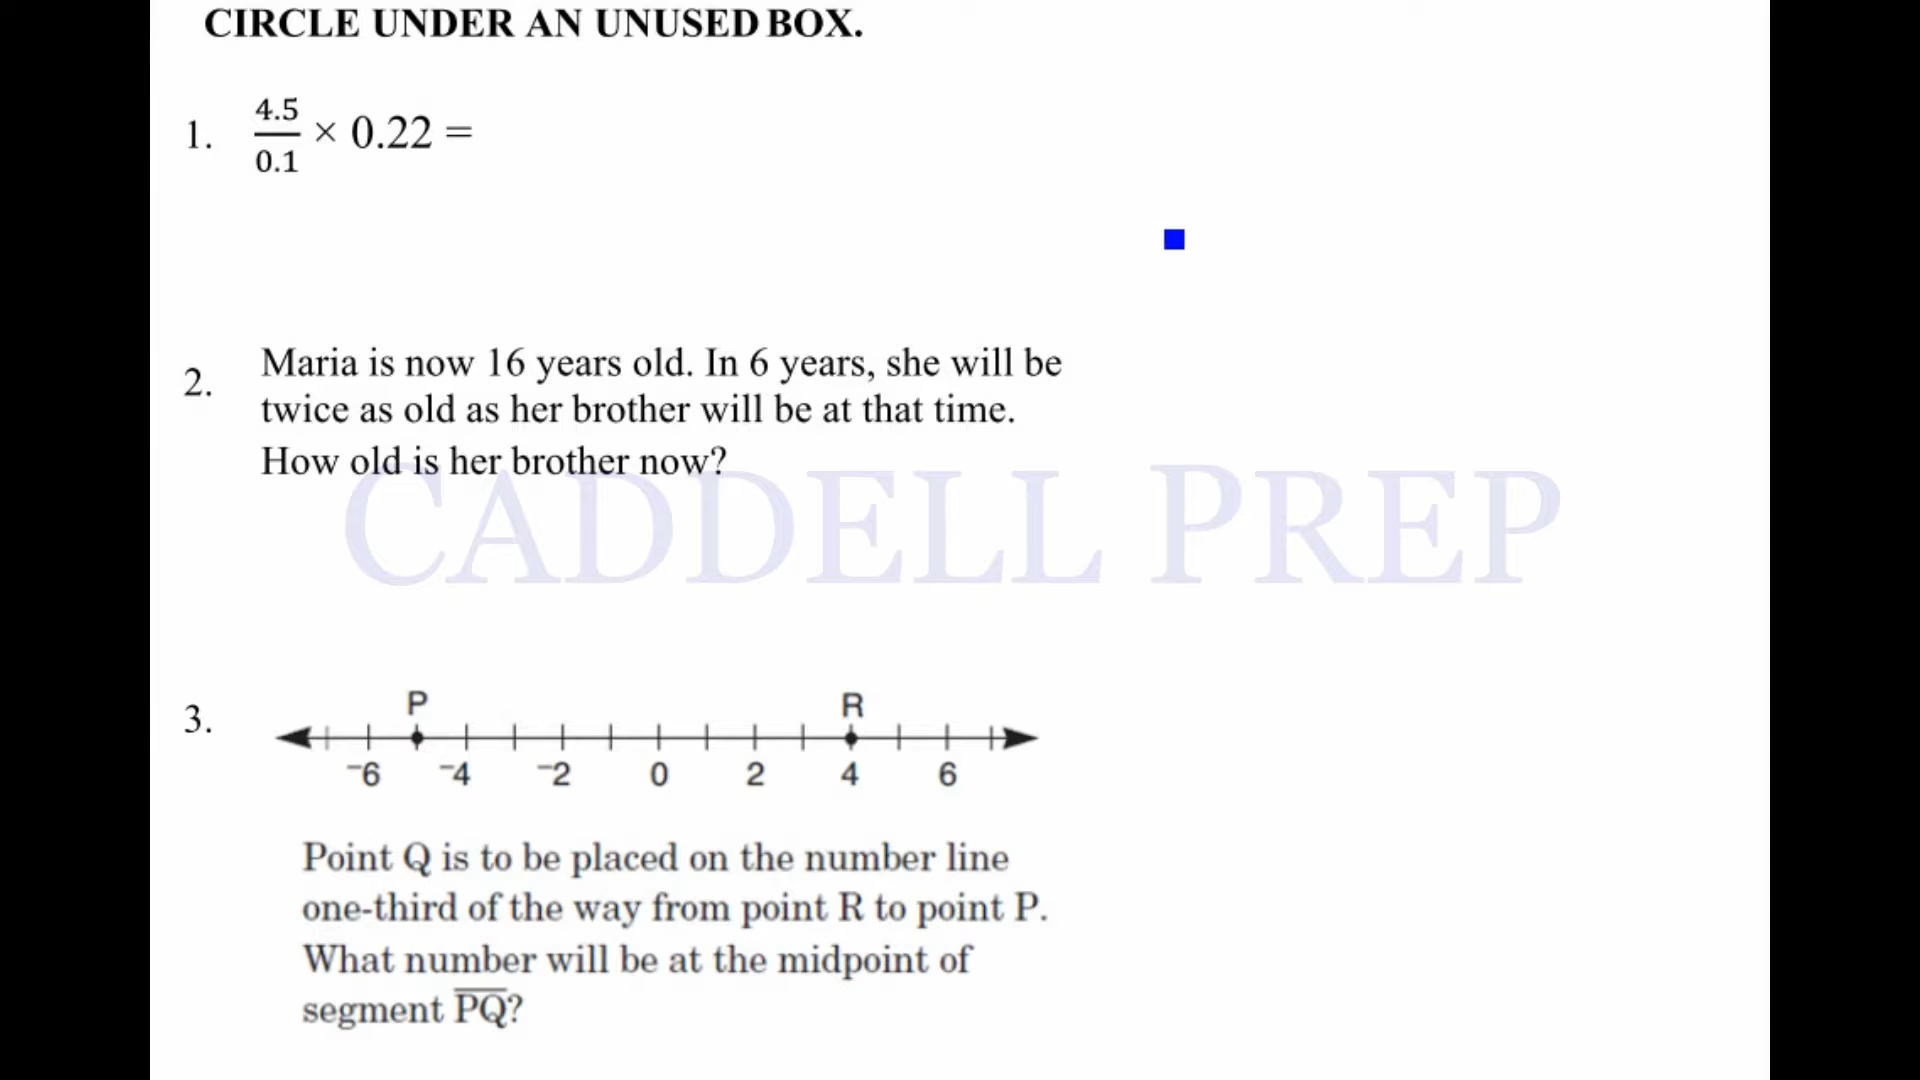 CIRCLE UNDER AN UNUSED BOX.
1. 4.5/0.1 × 0.22 =
2. Maria is now 16 years old. In 6 years, she will be
twice as old as her brother will be at that time.
How old is her brother now?
CADDELL PREP
3.
P R
⁻6 ⁻4 ⁻2 0 2 4 6
Point Q is to be placed on the number line
one-third of the way from point R to point P.
What number will be at the midpoint of
segment P̅Q̅?